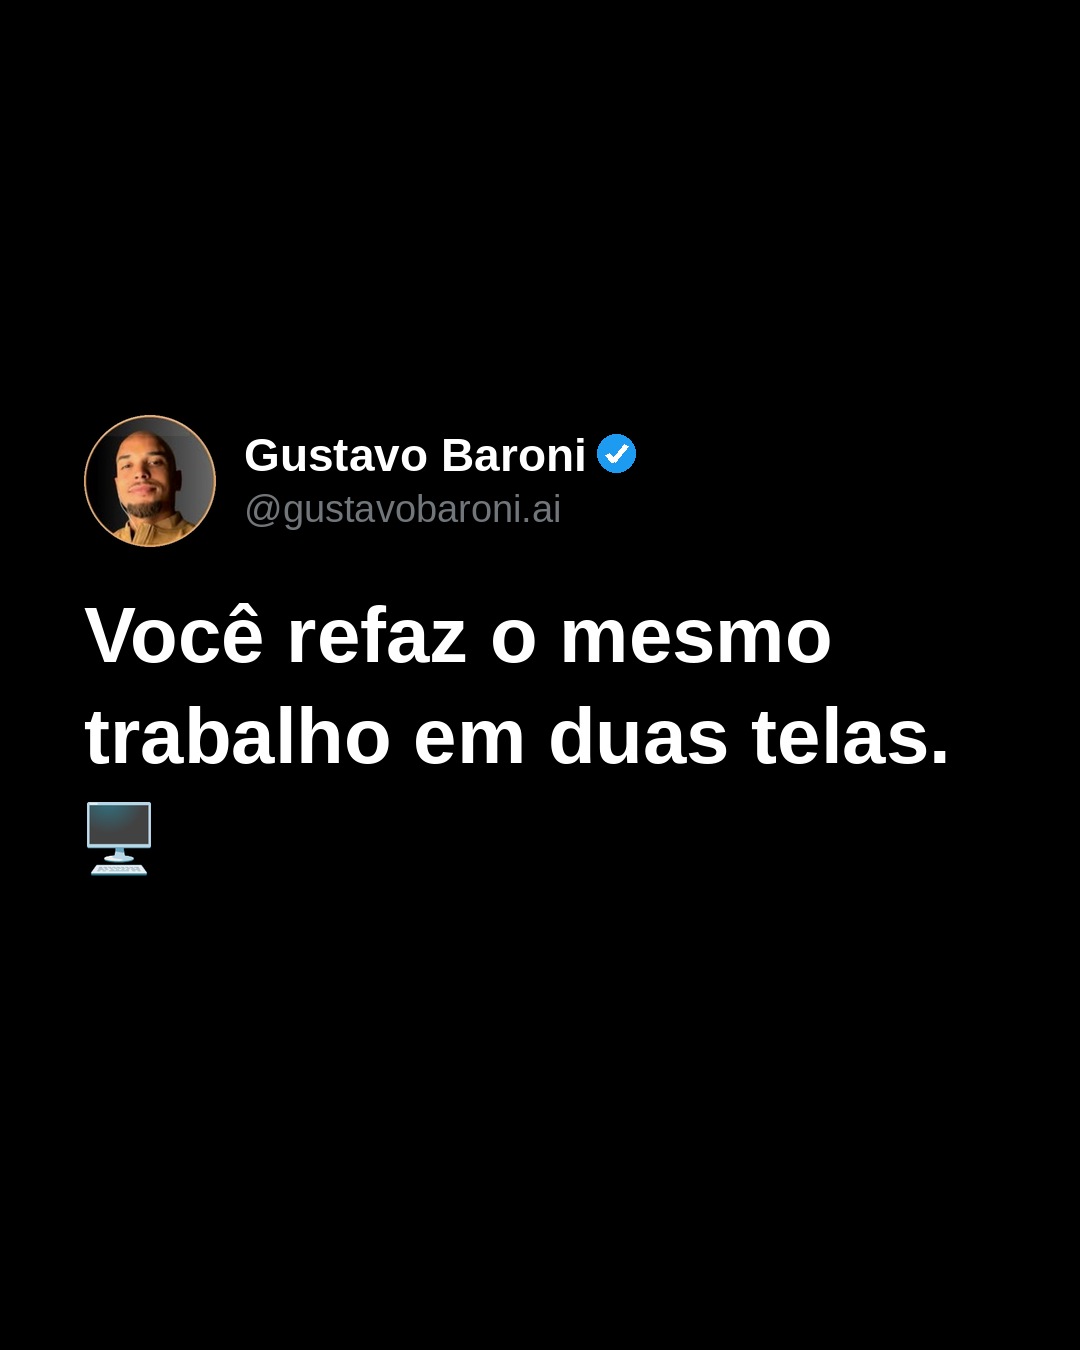 Gustavo Baroni
@gustavobaroni.ai
Você refaz o mesmo
trabalho em duas telas.
🖥️